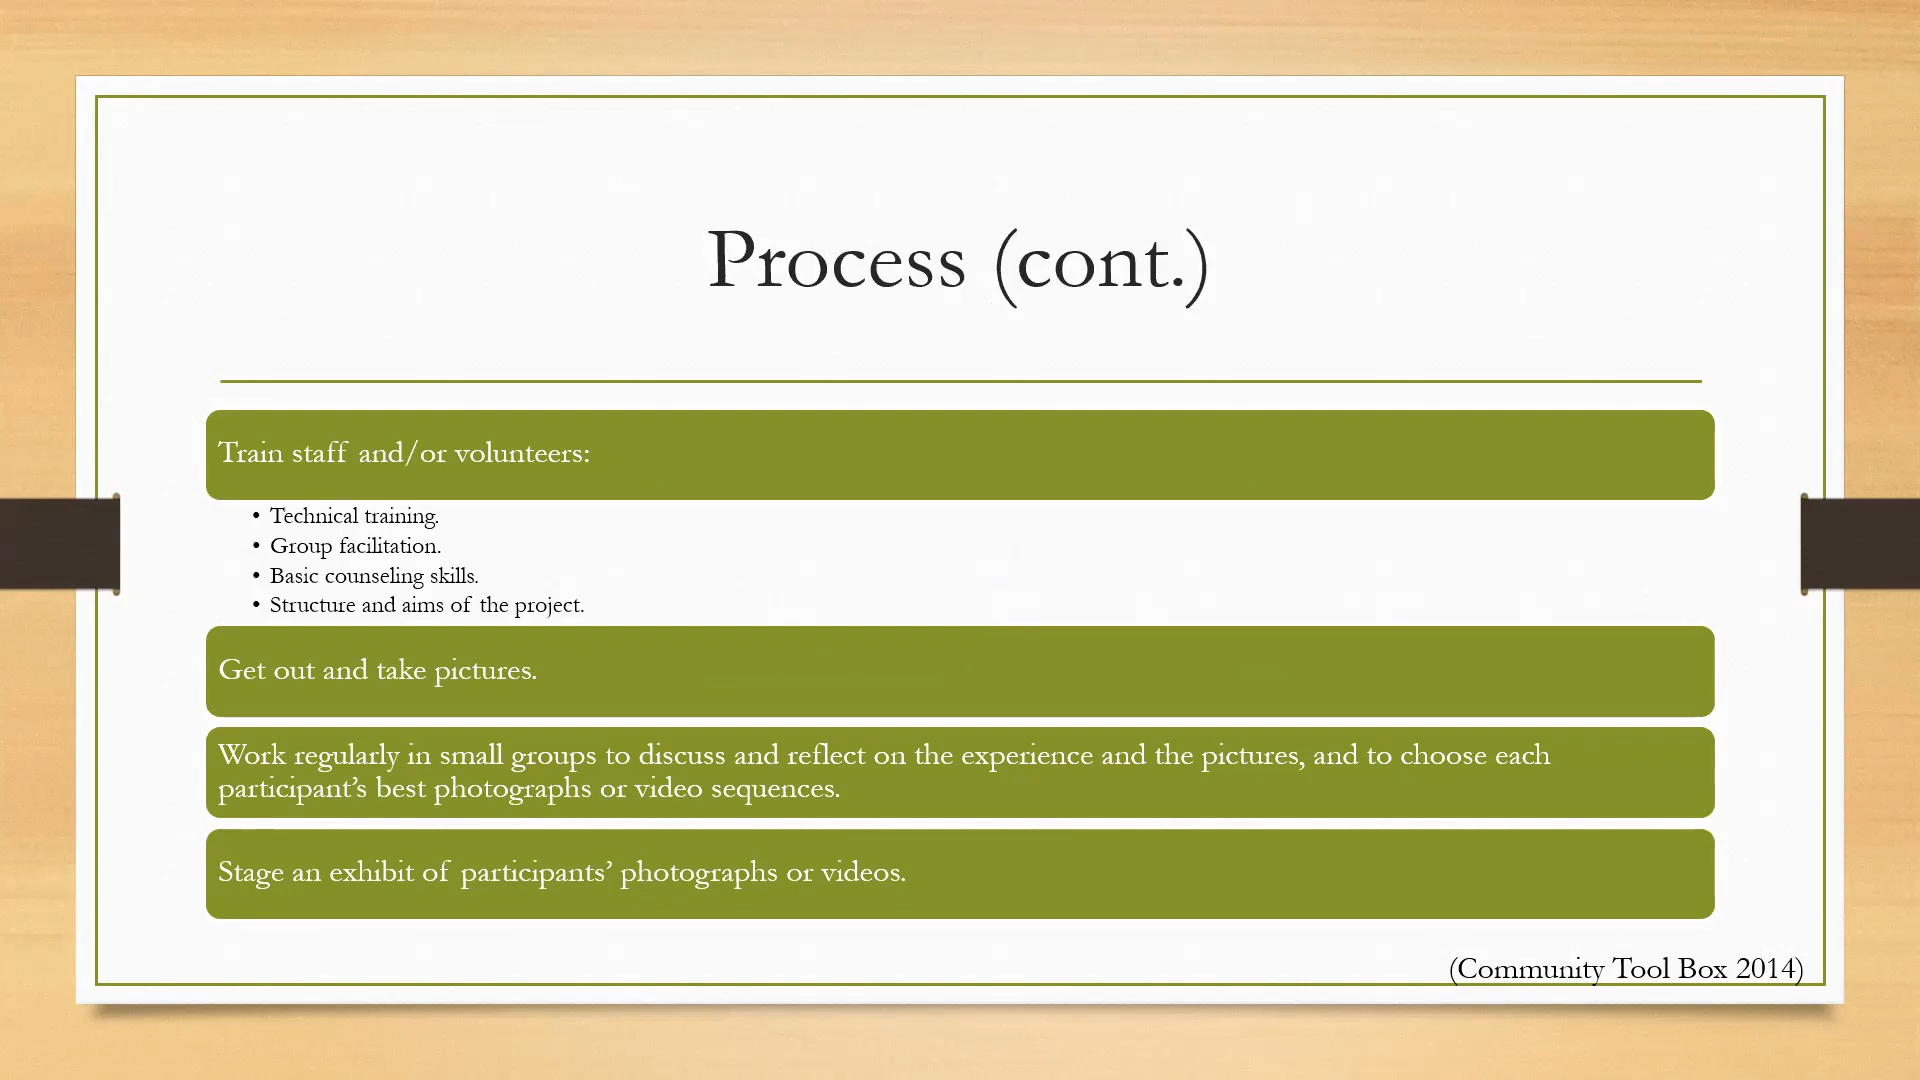 Process (cont.)
Train staff and/or volunteers:
• Technical training.
• Group facilitation.
• Basic counseling skills.
• Structure and aims of the project.
Get out and take pictures.
Work regularly in small groups to discuss and reflect on the experience and the pictures, and to choose each
participant’s best photographs or video sequences.
Stage an exhibit of participants’ photographs or videos.
(Community Tool Box 2014)